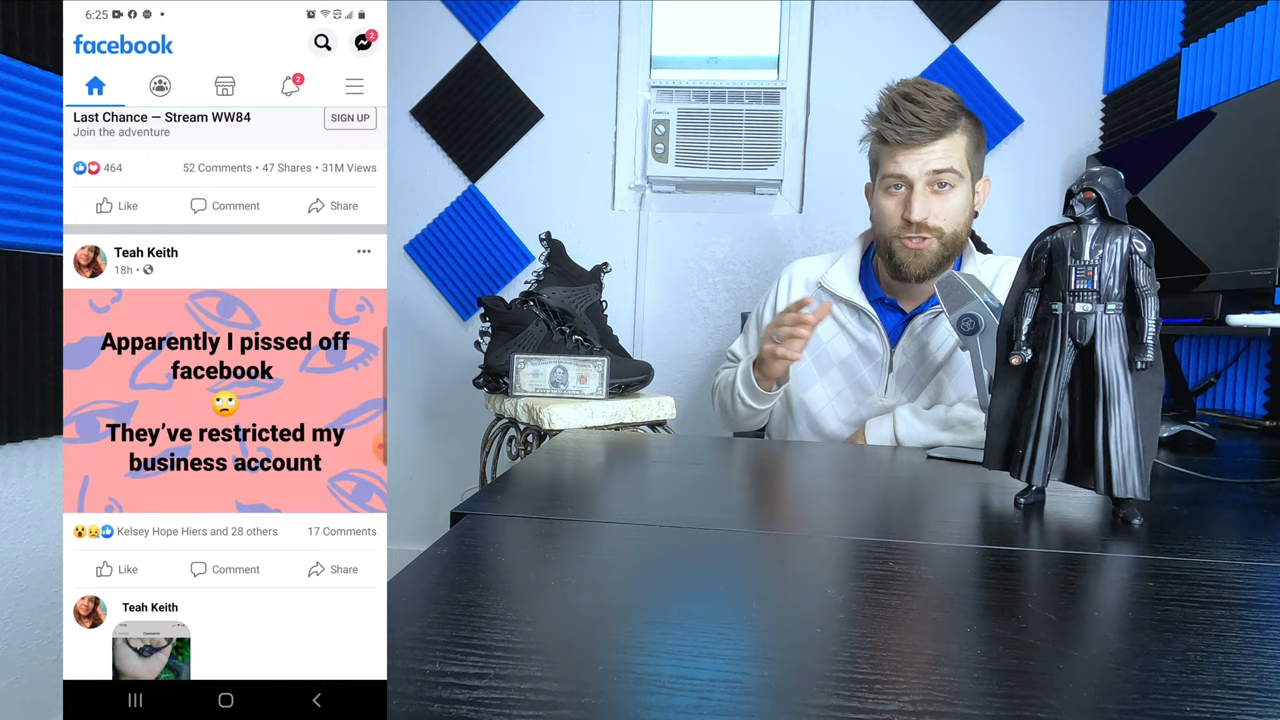 6:25
facebook
2
2
Last Chance — Stream WW84
Join the adventure
SIGN UP
464
52 Comments • 47 Shares • 31M Views
Like
Comment
Share
Teah Keith
18h •
Apparently I pissed off
facebook
🙄
They've restricted my
business account
Kelsey Hope Hiers and 28 others
17 Comments
Like
Comment
Share
Teah Keith
Comments